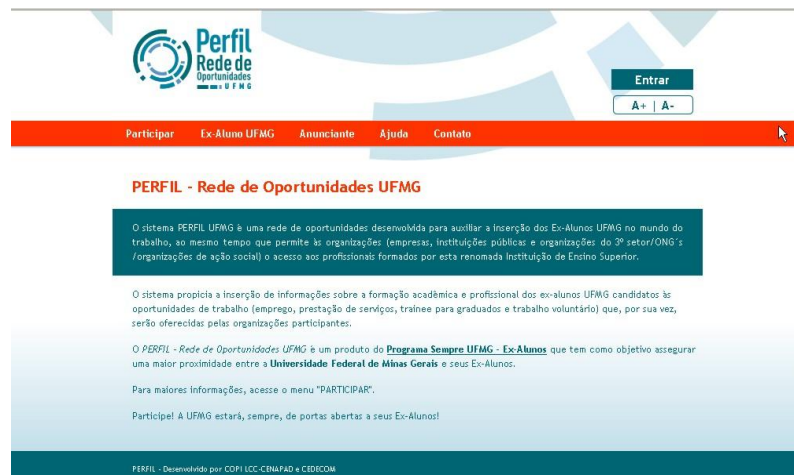 Perfil
Rede de
Oportunidades
UFMG
Entrar
A+ | A-
Participar Ex-Aluno UFMG Anunciante Ajuda Contato
PERFIL - Rede de Oportunidades UFMG
O sistema PERFIL UFMG é uma rede de oportunidades desenvolvida para auxiliar a inserção dos Ex-Alunos UFMG no mundo do
trabalho, ao mesmo tempo que permite às organizações (empresas, instituições públicas e organizações do 3º setor/ONG´s
/organizações de ação social) o acesso aos profissionais formados por esta renomada Instituição de Ensino Superior.
O sistema propicia a inserção de informações sobre a formação acadêmica e profissional dos ex-alunos UFMG candidatos às
oportunidades de trabalho (emprego, prestação de serviços, trainee para graduados e trabalho voluntário) que, por sua vez,
serão oferecidas pelas organizações participantes.
O PERFIL - Rede de Oportunidades UFMG é um produto do Programa Sempre UFMG - Ex-Alunos que tem como objetivo assegurar
uma maior proximidade entre a Universidade Federal de Minas Gerais e seus Ex-Alunos.
Para maiores informações, acesse o menu "PARTICIPAR".
Participe! A UFMG estará, sempre, de portas abertas a seus Ex-Alunos!
PERFIL - Desenvolvido por COPI LCC-CENAPAD e CEDECOM